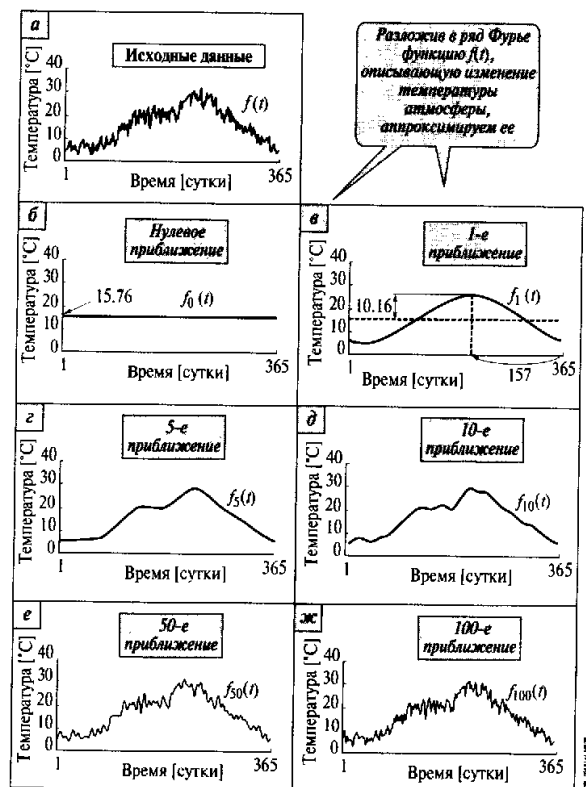 а
Исходные данные
Температура [°C]
40
30
20
10
0
f(t)
1
365
Время [сутки]
Разложив в ряд Фурье
функцию f(t),
описывающую изменение
температуры
атмосферы,
аппроксимируем ее
б
Нулевое
приближение
Температура [°C]
40
30
20
10
0
15.76
f₀ (t)
1
365
Время [сутки]
в
1-е
приближение
Температура [°C]
40
30
20
10
0
10.16
f₁ (t)
1
365
157
Время [сутки]
г
5-е
приближение
Температура [°C]
40
30
20
10
0
f₅(t)
1
365
Время [сутки]
д
10-е
приближение
Температура [°C]
40
30
20
10
0
f₁₀(t)
1
365
Время [сутки]
е
50-е
приближение
Температура [°C]
40
30
20
10
0
f₅₀(t)
1
365
Время [сутки]
ж
100-е
приближение
Температура [°C]
40
30
20
10
0
f₁₀₀(t)
1
365
Время [сутки]